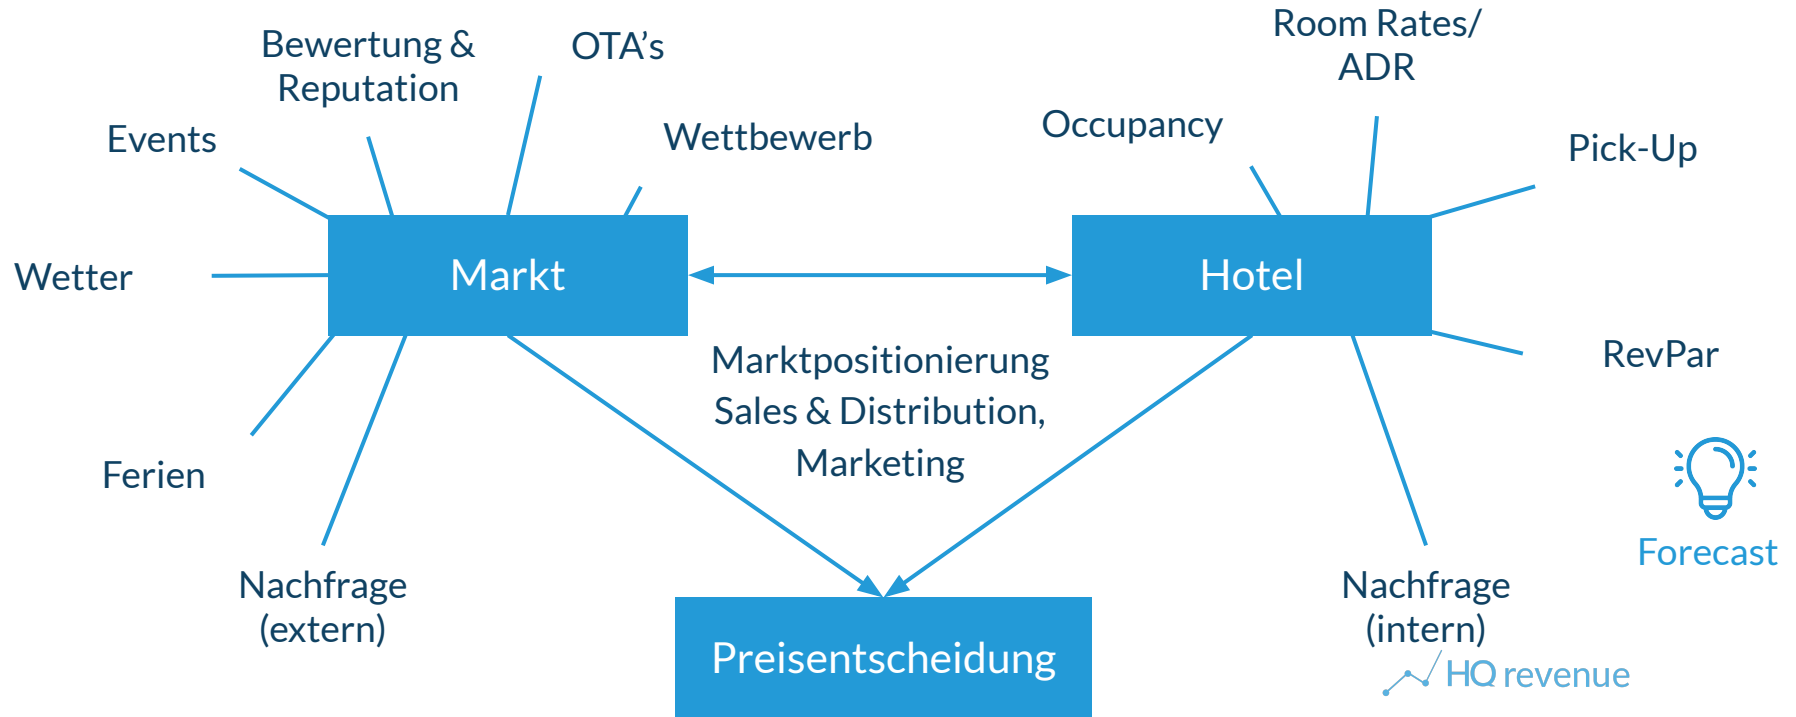 Bewertung &
Reputation
OTA’s
Events
Wettbewerb
Wetter
Markt
Ferien
Nachfrage
(extern)
Room Rates/
ADR
Occupancy
Pick-Up
Hotel
RevPar
Marktpositionierung
Sales & Distribution,
Marketing
Forecast
Nachfrage
(intern)
Preisentscheidung
HQ revenue